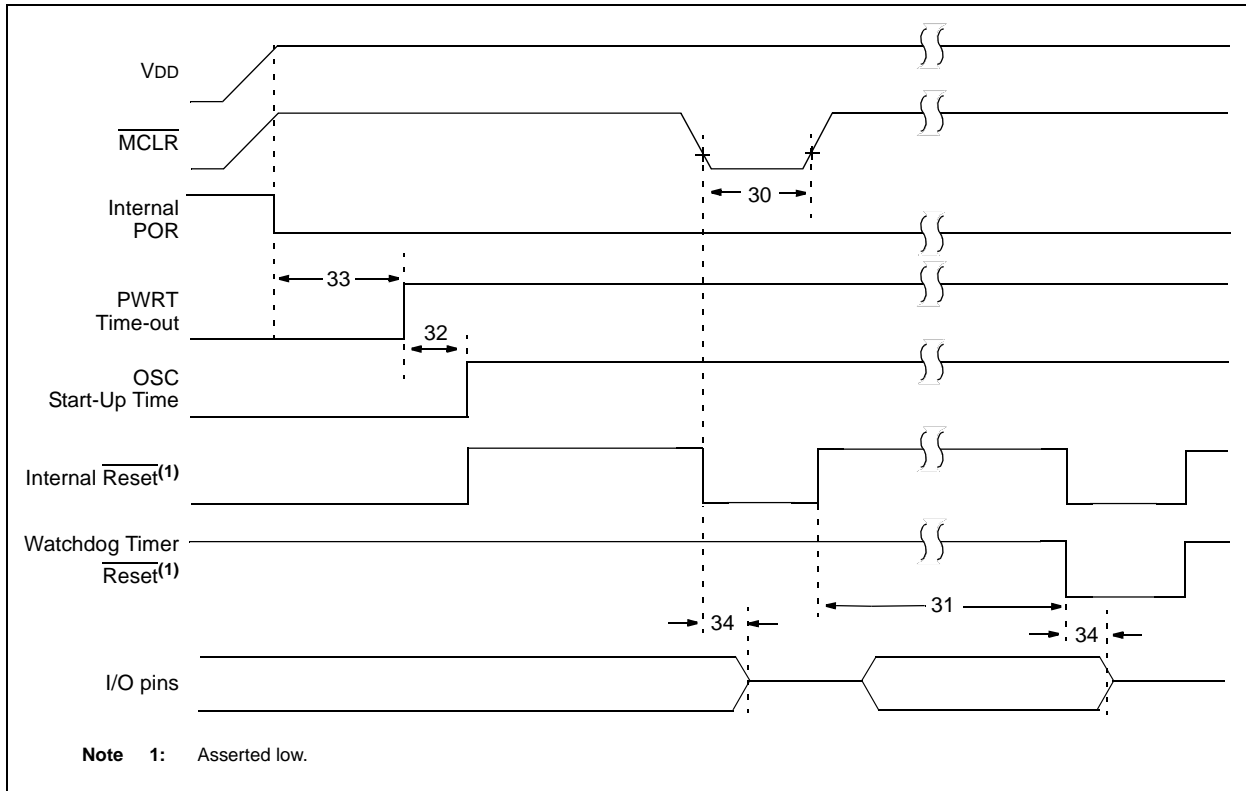 VDD
MCLR
30
Internal
POR
33
PWRT
Time-out
32
OSC
Start-Up Time
Internal Reset(1)
Watchdog Timer
Reset(1)
31
34
34
I/O pins
Note 1: Asserted low.